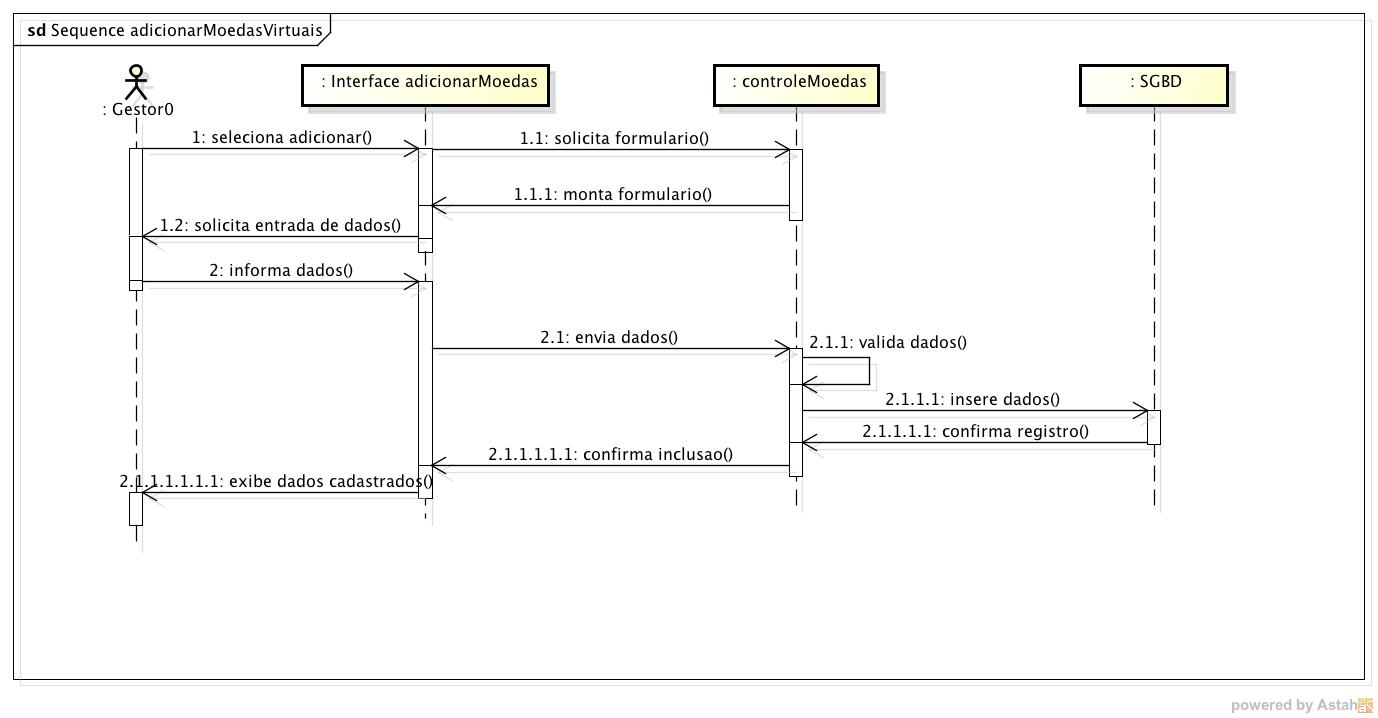 sd Sequence adicionarMoedasVirtuais
: Gestor0
: Interface adicionarMoedas
: controleMoedas
: SGBD
1: seleciona adicionar()
1.1: solicita formulario()
1.1.1: monta formulario()
1.2: solicita entrada de dados()
2: informa dados()
2.1: envia dados()
2.1.1: valida dados()
2.1.1.1: insere dados()
2.1.1.1.1: confirma registro()
2.1.1.1.1.1: confirma inclusao()
2.1.1.1.1.1.1: exibe dados cadastrados()
powered by Astah